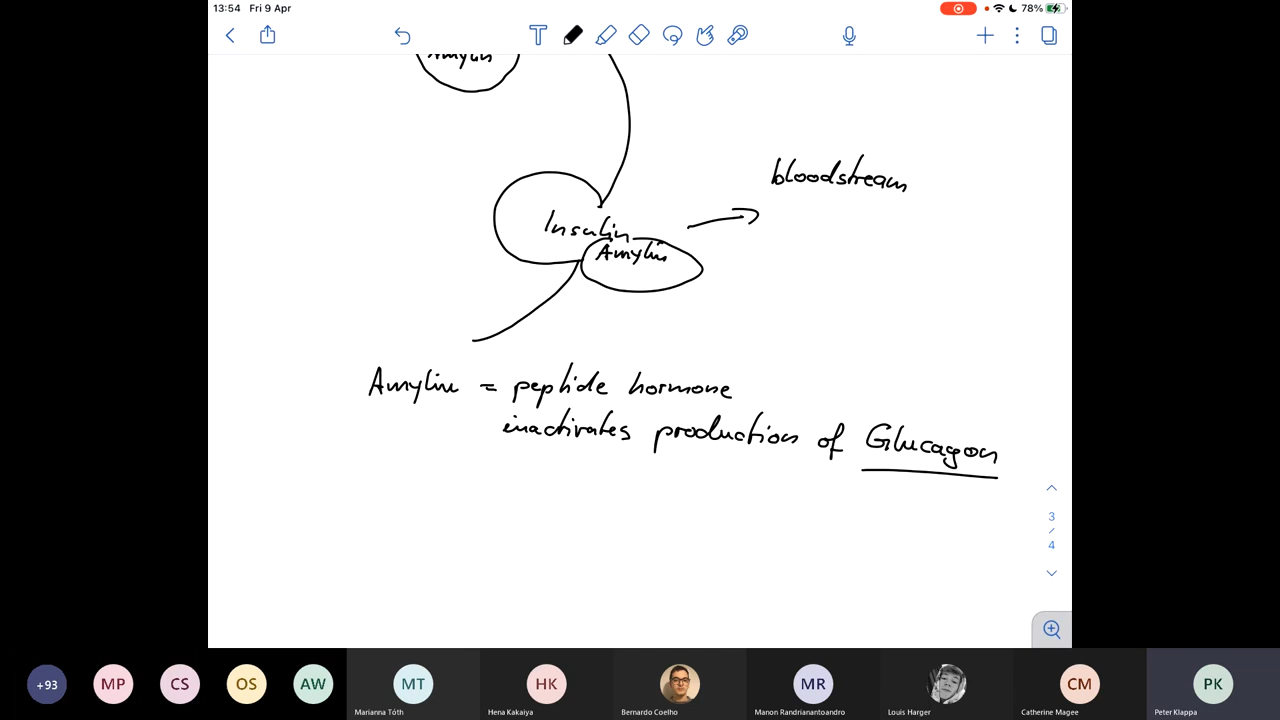 13:54 Fri 9 Apr
78%
T
Amylin
bloodstream
Insulin
Amylin
Amylin = peptide hormone
inactivates production of Glucagon
3
/
4
+93
MP
CS
OS
AW
MT
HK
MR
CM
PK
Marianna Tóth
Hena Kakaiya
Bernardo Coelho
Manon Randrianantoandro
Louis Harger
Catherine Magee
Peter Klappa